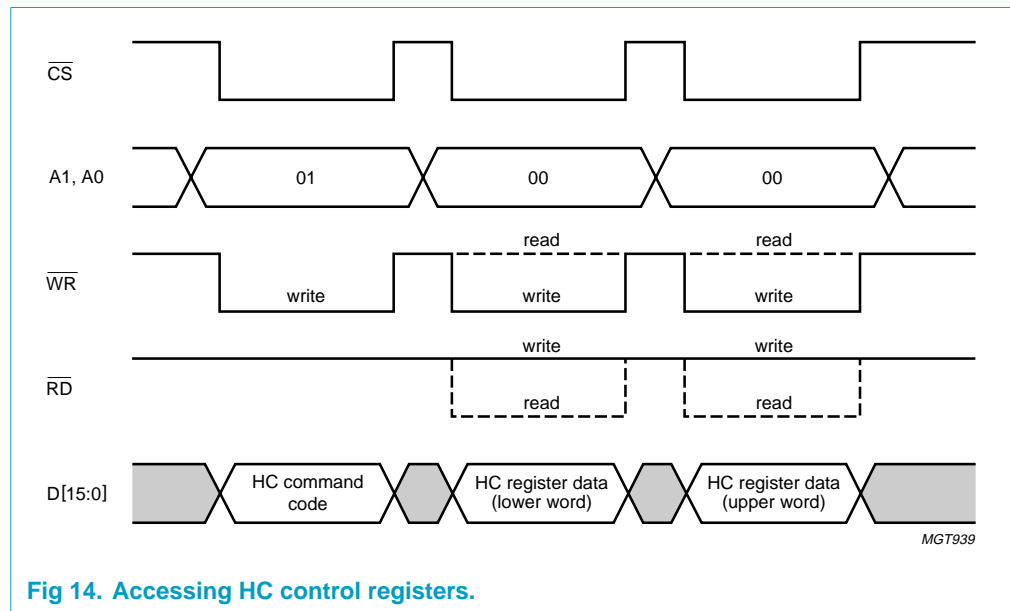 CS
A1, A0
01
00
00
read
read
WR
write
write
write
write
write
RD
read
read
D[15:0]
HC command
code
HC register data
(lower word)
HC register data
(upper word)
MGT939
Fig 14. Accessing HC control registers.